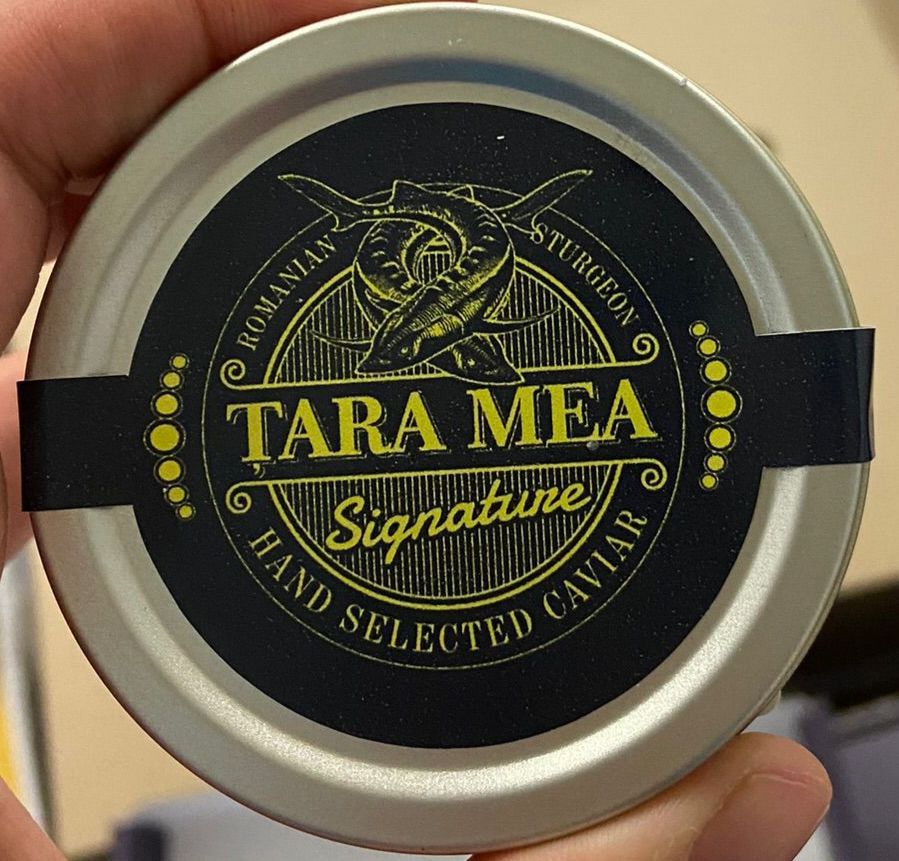 ROMANIAN STURGEON
ȚARA MEA
Signature
HAND SELECTED CAVIAR